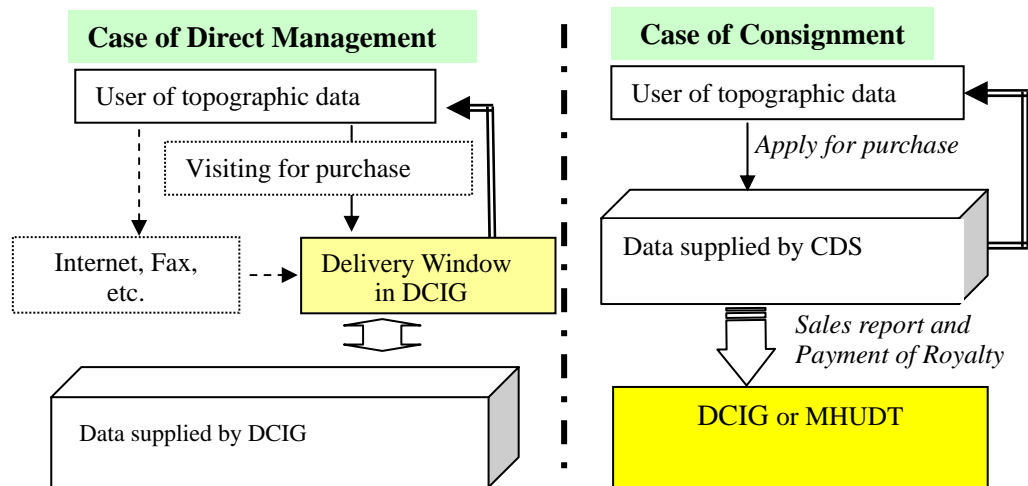 Case of Direct Management
User of topographic data
Visiting for purchase
Internet, Fax,
etc.
Delivery Window
in DCIG
Data supplied by DCIG
Case of Consignment
User of topographic data
Apply for purchase
Data supplied by CDS
Sales report and
Payment of Royalty
DCIG or MHUDT